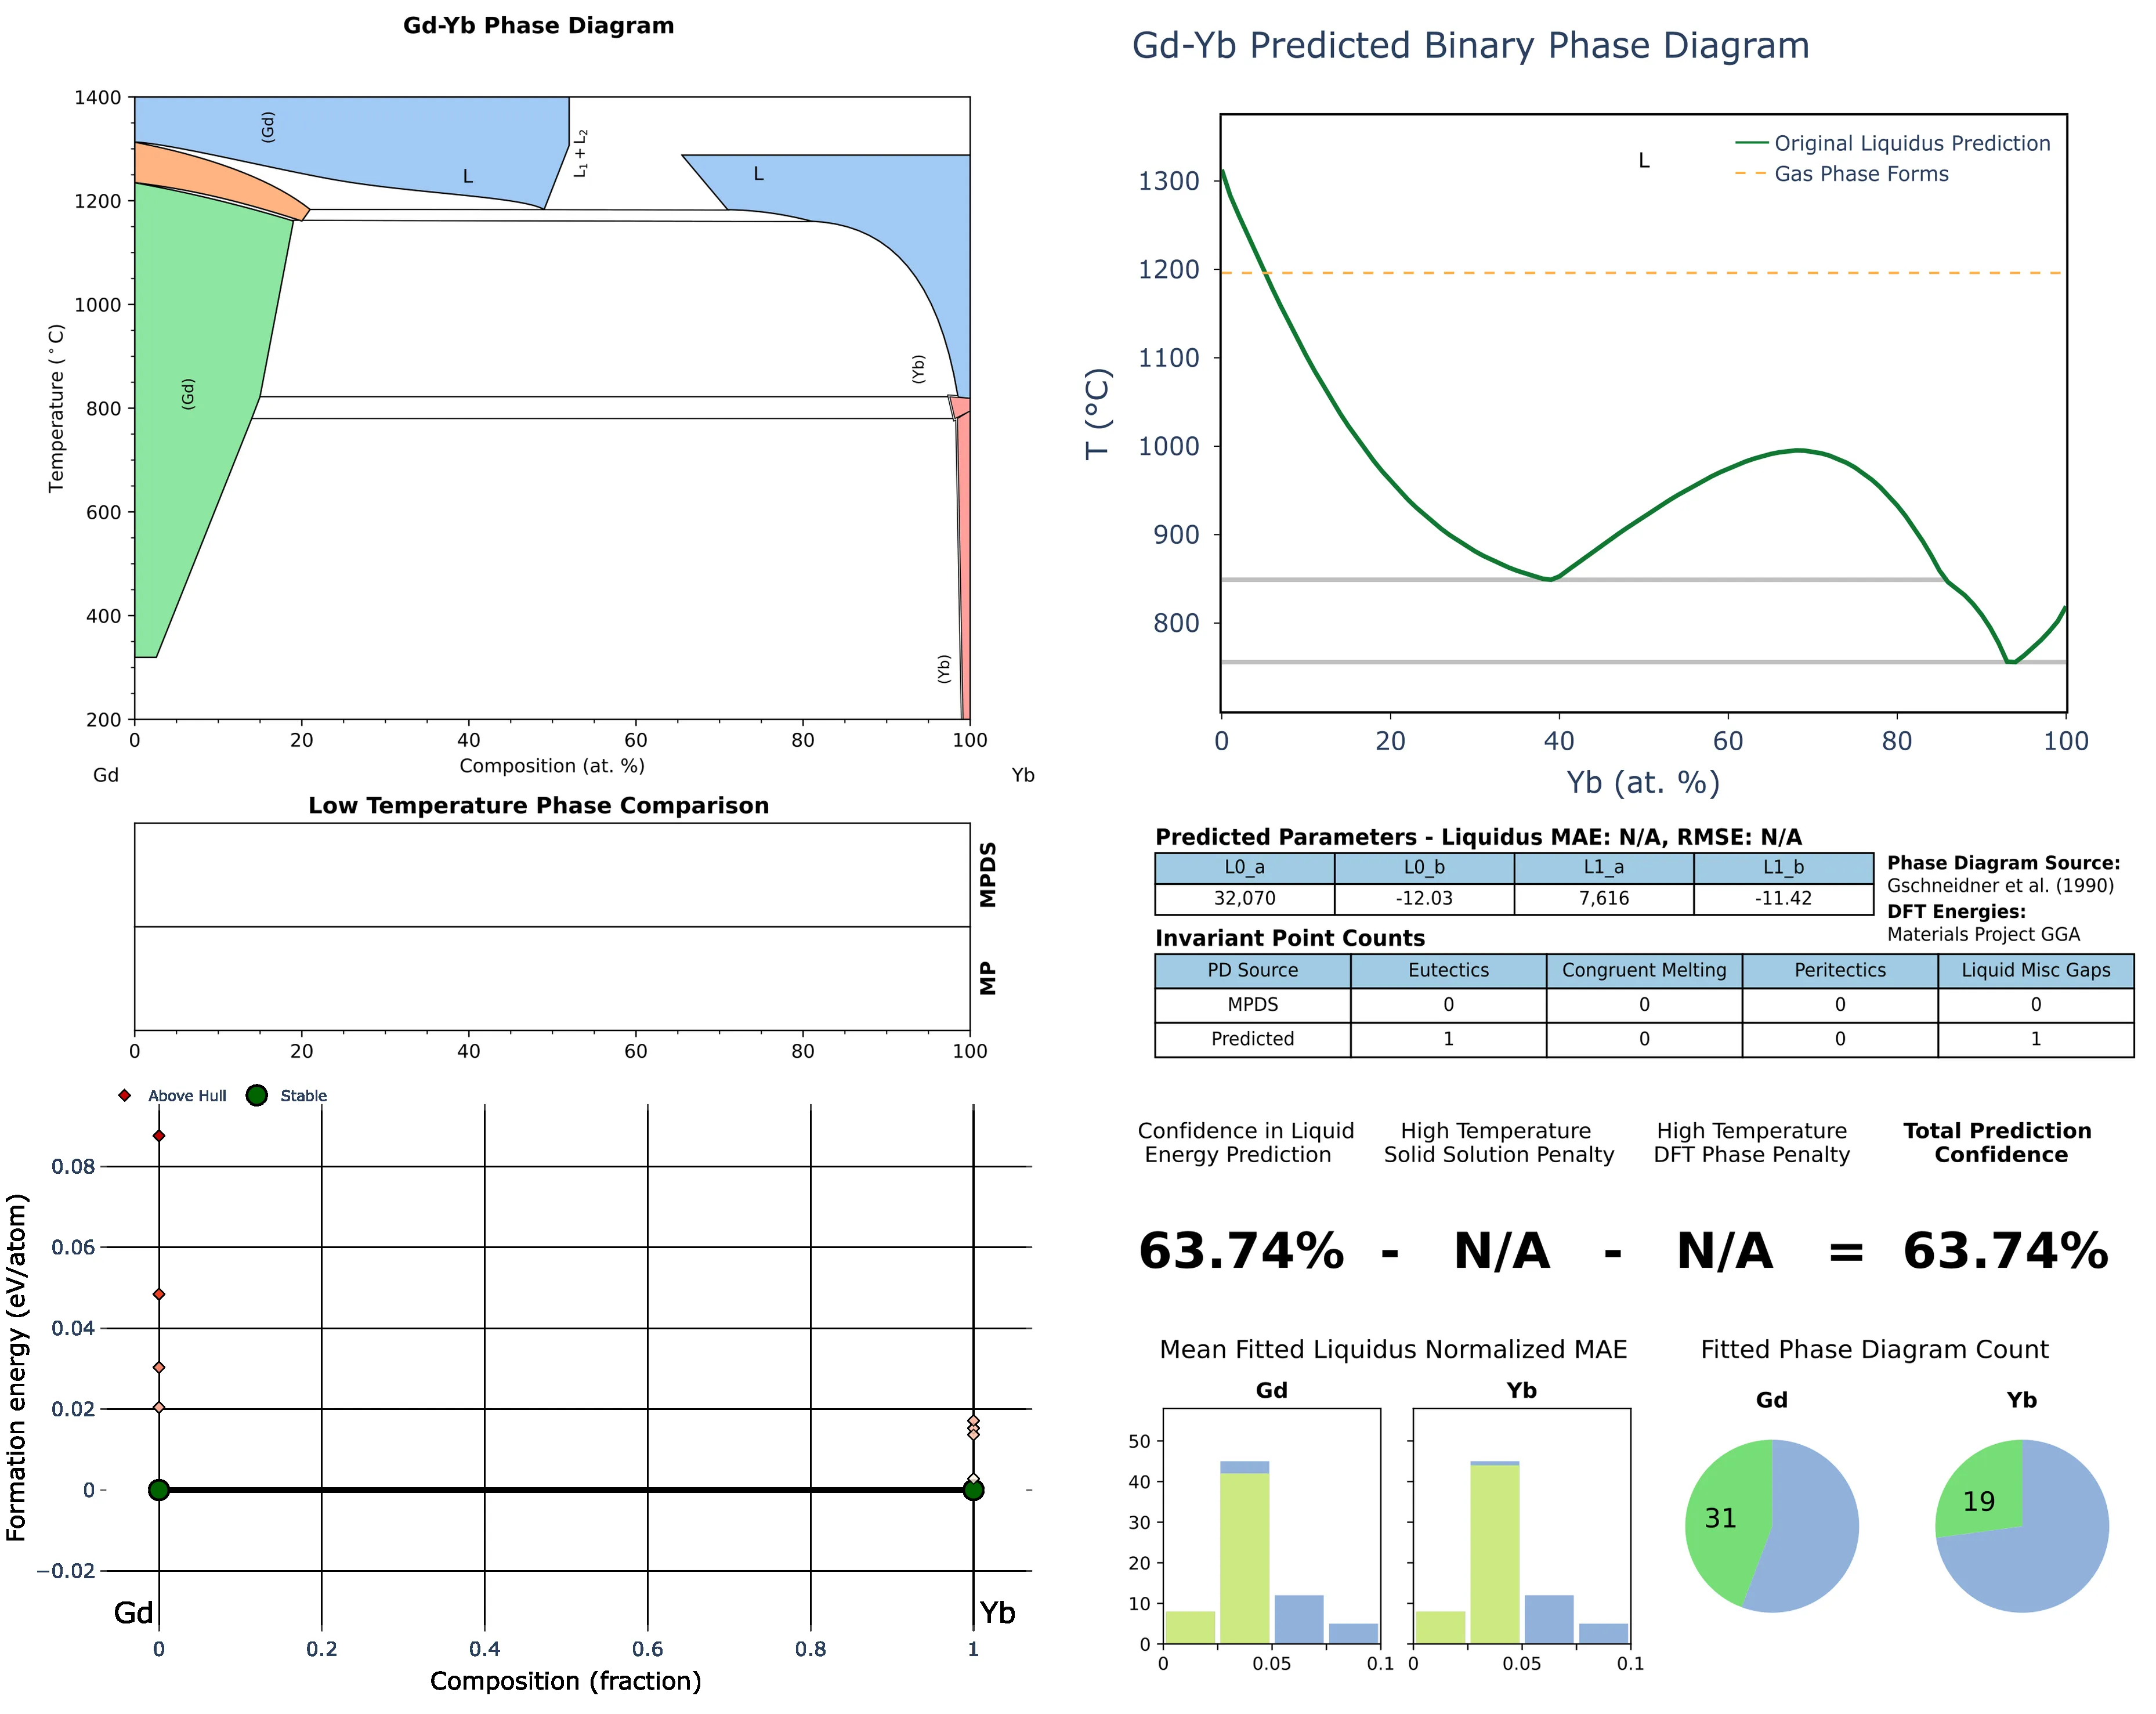 Gd-Yb Phase Diagram
1400
1200
1000
800
600
400
200
Temperature (°C)
(Gd)
L
L1 + L2
L
(Gd)
(Yb)
(Yb)
0 20 40 60 80 100
Composition (at. %)
Gd Yb
Low Temperature Phase Comparison
MPDS
MP
0 20 40 60 80 100
Above Hull Stable
0.08
0.06
0.04
0.02
0
−0.02
Formation energy (eV/atom)
Gd Yb
0 0.2 0.4 0.6 0.8 1
Composition (fraction)
Gd-Yb Predicted Binary Phase Diagram
L
Original Liquidus Prediction
Gas Phase Forms
1300
1200
1100
1000
900
800
T (°C)
0 20 40 60 80 100
Yb (at. %)
Predicted Parameters - Liquidus MAE: N/A, RMSE: N/A
L0_a L0_b L1_a L1_b
32,070 -12.03 7,616 -11.42
Phase Diagram Source:
Gschneidner et al. (1990)
DFT Energies:
Materials Project GGA
Invariant Point Counts
PD Source Eutectics Congruent Melting Peritectics Liquid Misc Gaps
MPDS 0 0 0 0
Predicted 1 0 0 1
Confidence in Liquid
Energy Prediction
High Temperature
Solid Solution Penalty
High Temperature
DFT Phase Penalty
Total Prediction
Confidence
63.74% - N/A - N/A = 63.74%
Mean Fitted Liquidus Normalized MAE
Gd Yb
50
40
30
20
10
0
0 0.05 0.1 0 0.05 0.1
Fitted Phase Diagram Count
Gd Yb
31 19